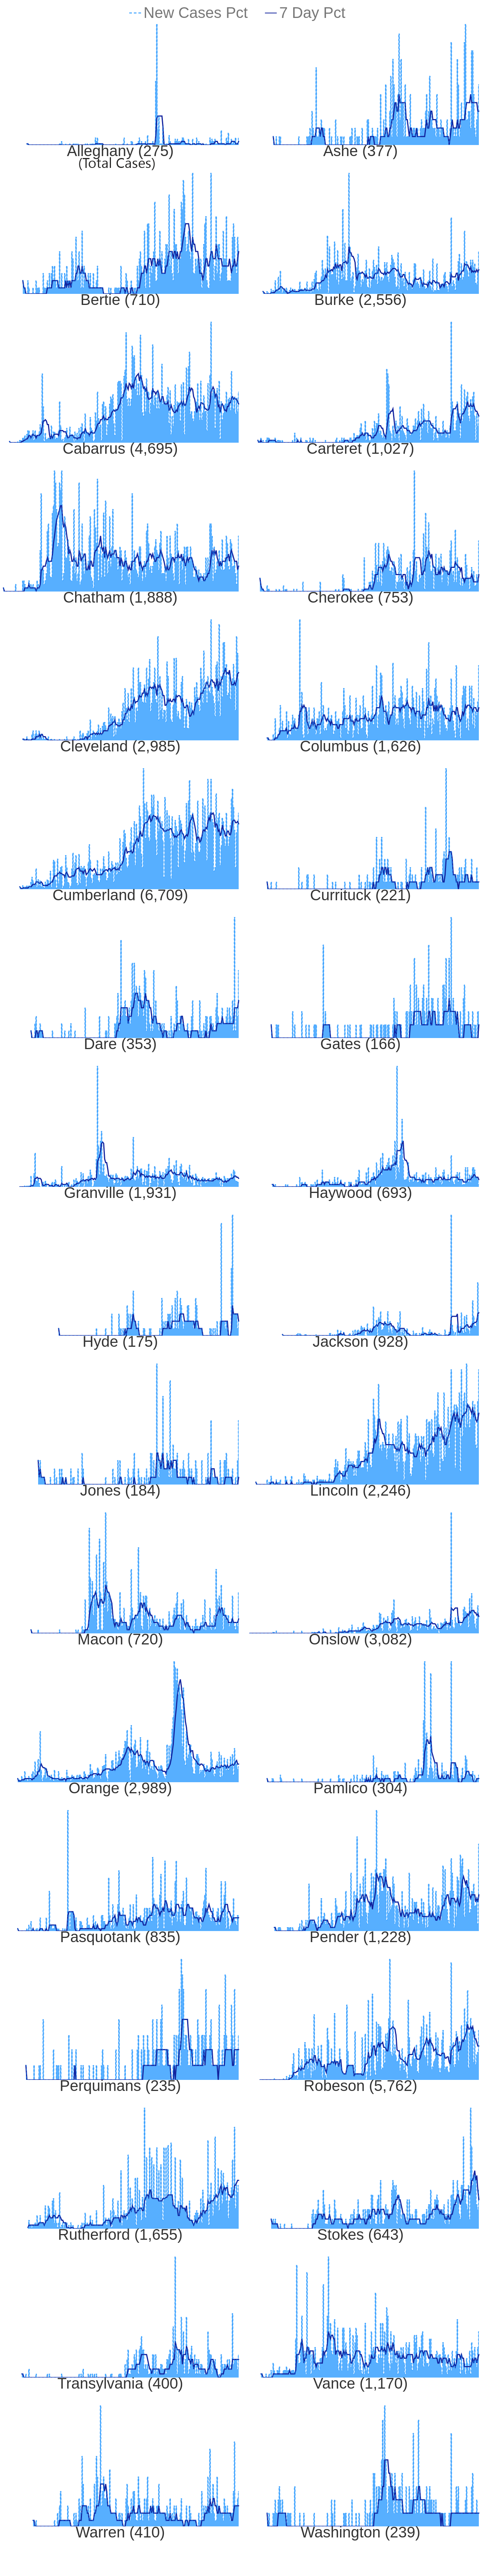 New Cases Pct 7 Day Pct
Alleghany (275) Ashe (377)
(Total Cases)
Bertie (710) Burke (2,556)
Cabarrus (4,695) Carteret (1,027)
Chatham (1,888) Cherokee (753)
Cleveland (2,985) Columbus (1,626)
Cumberland (6,709) Currituck (221)
Dare (353) Gates (166)
Granville (1,931) Haywood (693)
Hyde (175) Jackson (928)
Jones (184) Lincoln (2,246)
Macon (720) Onslow (3,082)
Orange (2,989) Pamlico (304)
Pasquotank (835) Pender (1,228)
Perquimans (235) Robeson (5,762)
Rutherford (1,655) Stokes (643)
Transylvania (400) Vance (1,170)
Warren (410) Washington (239)